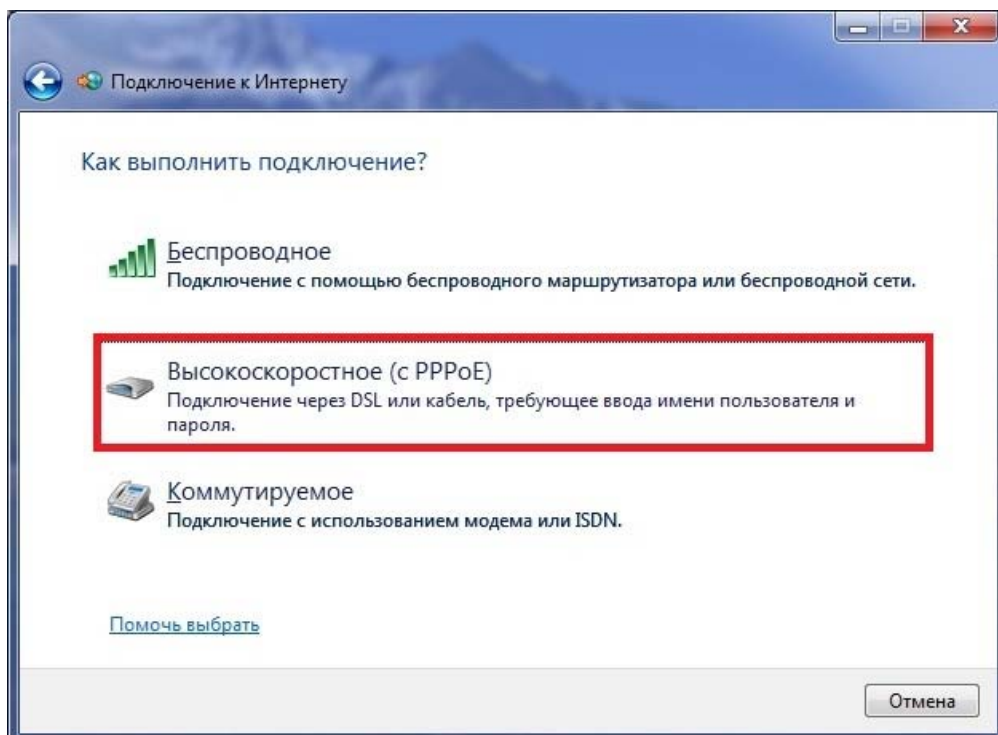 Подключение к Интернету
Как выполнить подключение?
Беспроводное
Подключение с помощью беспроводного маршрутизатора или беспроводной сети.
Высокоскоростное (с PPPoE)
Подключение через DSL или кабель, требующее ввода имени пользователя и
пароля.
Коммутируемое
Подключение с использованием модема или ISDN.
Помочь выбрать
Отмена